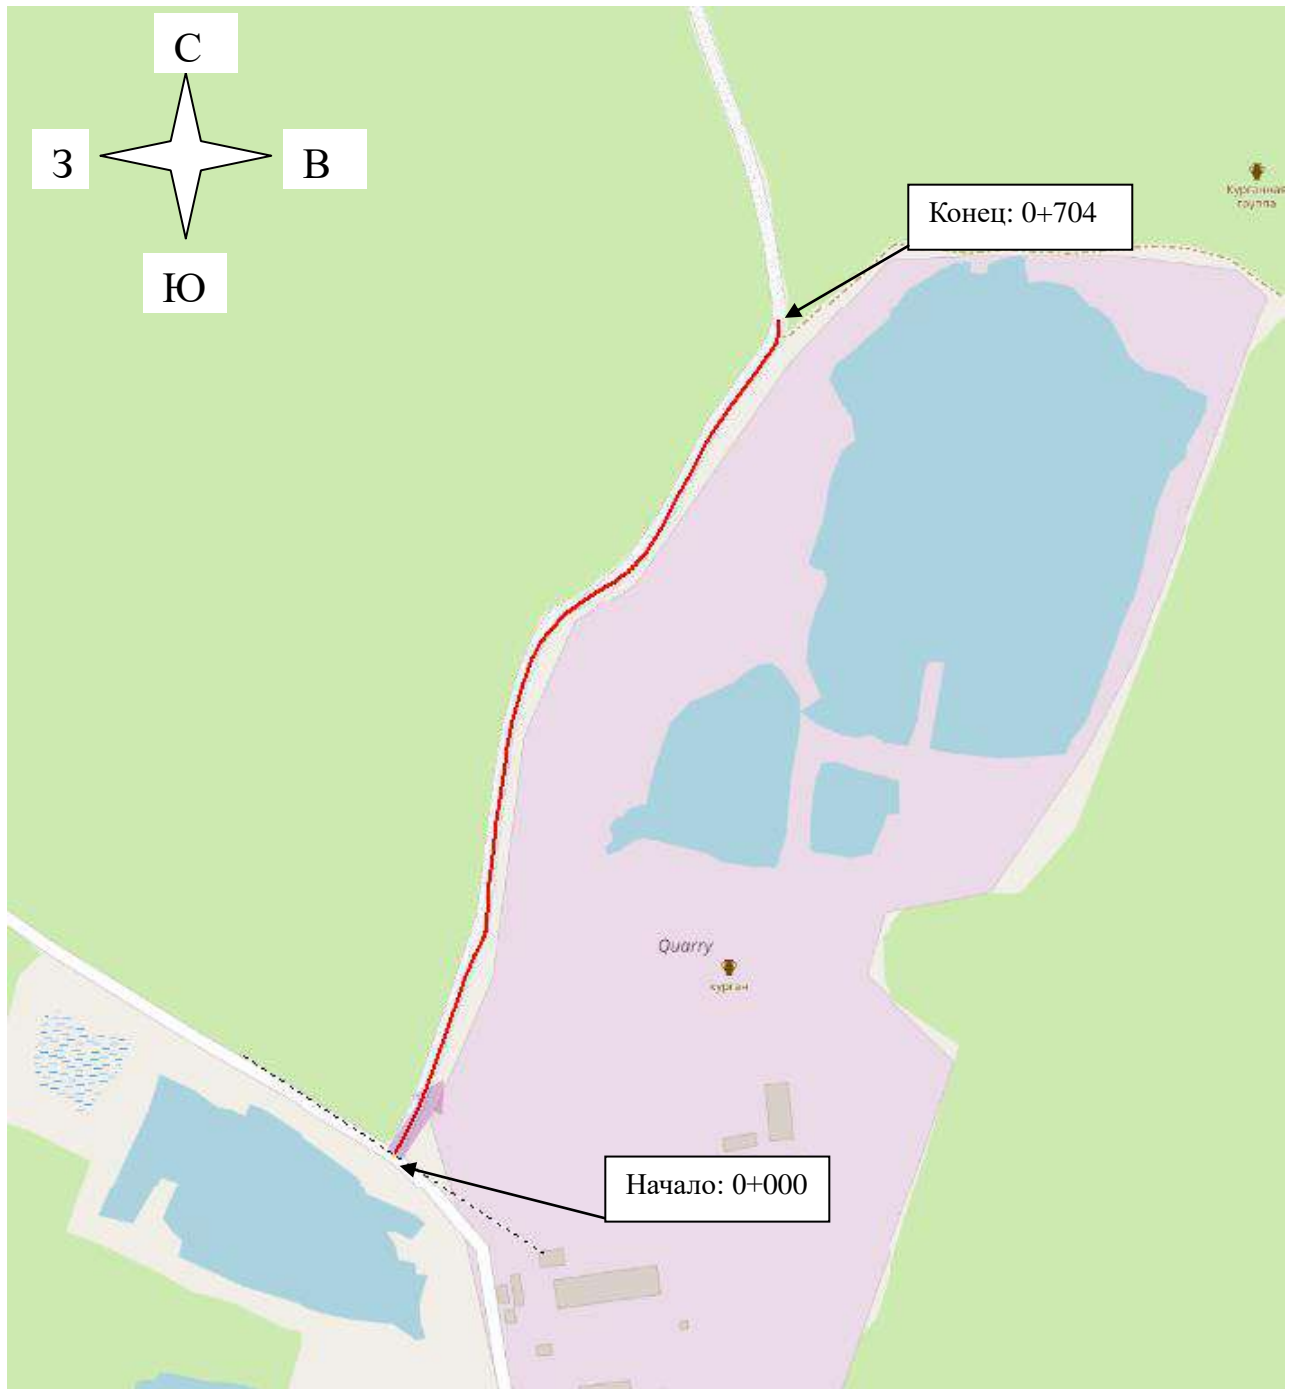 С
З
В
Ю
Курганная
группа
Конец: 0+704
Quarry
курган
Начало: 0+000